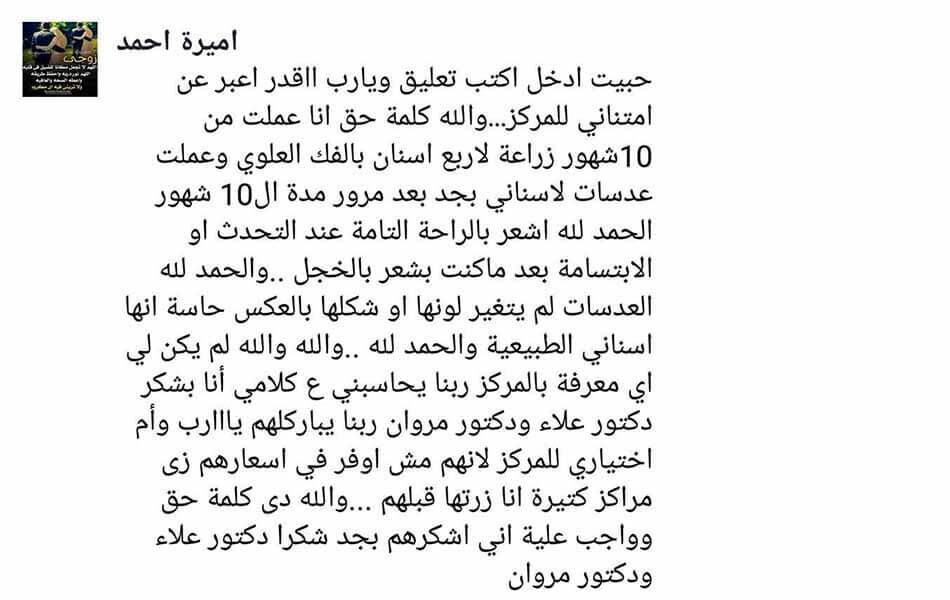 اميرة احمد
زوجى
حبيت ادخل اكتب تعليق ويارب ااقدر اعبر عن
امتناني للمركز...والله كلمة حق انا عملت من
10شهور زراعة لاربع اسنان بالفك العلوي وعملت
عدسات لاسناني بجد بعد مرور مدة ال10 شهور
الحمد لله اشعر بالراحة التامة عند التحدث او
الابتسامة بعد ماكنت بشعر بالخجل ..والحمد لله
العدسات لم يتغير لونها او شكلها بالعكس حاسة انها
اسناني الطبيعية والحمد لله ..والله والله لم يكن لي
اي معرفة بالمركز ربنا يحاسبني ع كلامي أنا بشكر
دكتور علاء ودكتور مروان ربنا يباركلهم يااارب وأم
اختياري للمركز لانهم مش اوفر في اسعارهم زى
مراكز كتيرة انا زرتها قبلهم ...والله دى كلمة حق
وواجب علية اني اشكرهم بجد شكرا دكتور علاء
ودكتور مروان